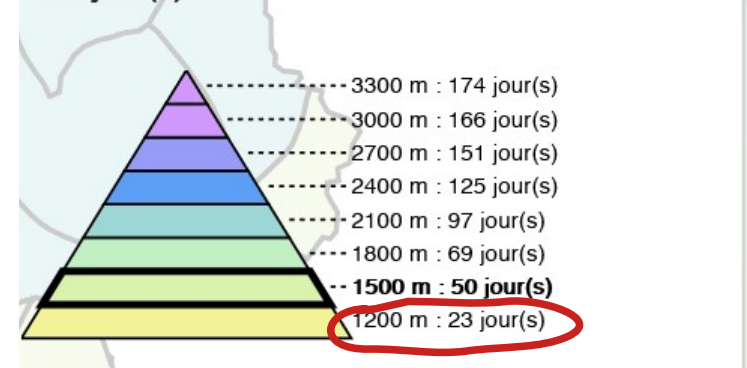 3300 m : 174 jour(s)
3000 m : 166 jour(s)
2700 m : 151 jour(s)
2400 m : 125 jour(s)
2100 m : 97 jour(s)
1800 m : 69 jour(s)
1500 m : 50 jour(s)
1200 m : 23 jour(s)